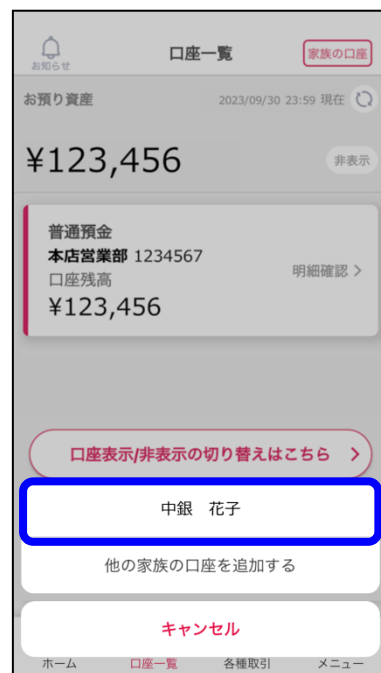 口座一覧
家族の口座
お知らせ
お預り資産 2023/09/30 23:59 現在
¥123,456 非表示
普通預金
本店営業部 1234567
口座残高
明細確認 >
¥123,456
口座表示/非表示の切り替えはこちら >
中銀 花子
他の家族の口座を追加する
キャンセル
ホーム 口座一覧 各種取引 メニュー